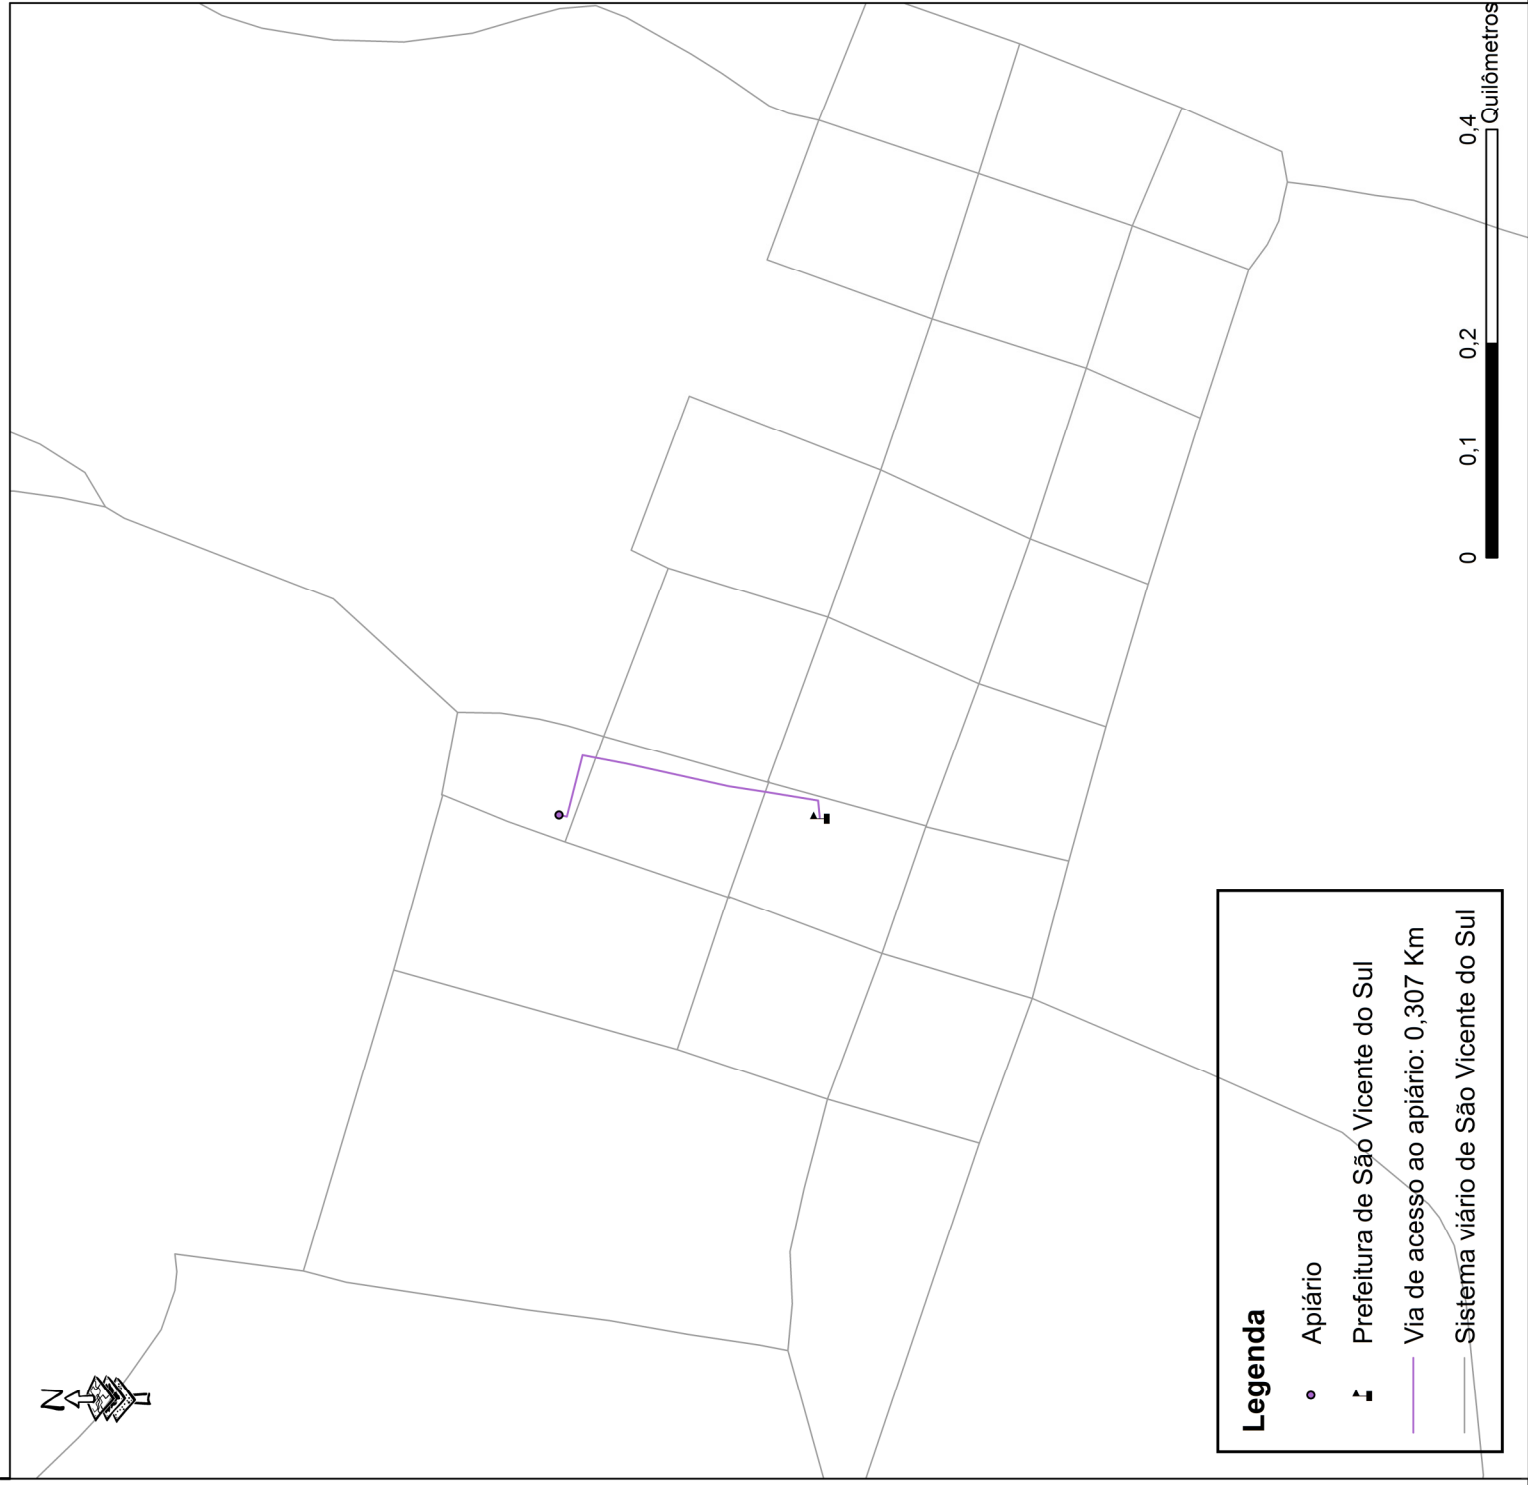 N
Legenda
Apiário
Prefeitura de São Vicente do Sul
Via de acesso ao apiário: 0,307 Km
Sistema viário de São Vicente do Sul
0 0,1 0,2 0,4
Quilômetros